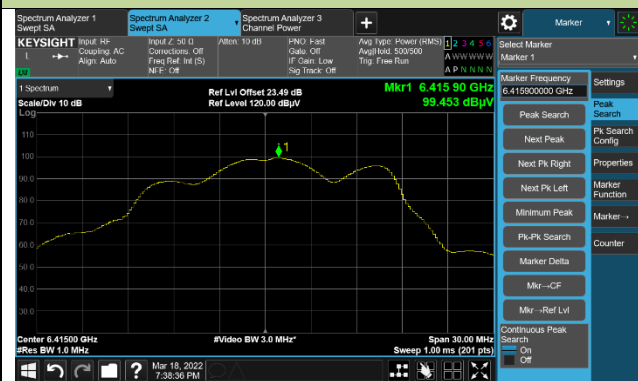 Spectrum Analyzer 1
Swept SA
Spectrum Analyzer 2
Swept SA
Spectrum Analyzer 3
Channel Power
+
Marker
KEYSIGHT
Input: RF
Coupling: AC
Align: Auto
Input Z: 50 Ω
Corrections: Off
Freq Ref: Int (S)
NFE: Off
Atten: 10 dB
PNO: Fast
Gate: Off
IF Gain: Low
Sig Track: Off
Avg Type: Power (RMS)
Avg|Hold: 500/500
Trig: Free Run
1 2 3 4 5 6
A W W W W W
A P N N N N
Select Marker
Marker 1
1 Spectrum
Scale/Div 10 dB
Log
Ref Lvl Offset 23.49 dB
Ref Level 120.00 dBµV
Mkr1 6.415 90 GHz
99.453 dBµV
110
100
90.0
80.0
70.0
60.0
50.0
40.0
30.0
1
Center 6.41500 GHz
#Res BW 1.0 MHz
#Video BW 3.0 MHz*
Span 30.00 MHz
Sweep 1.00 ms (201 pts)
Marker Frequency
6.415900000 GHz
Peak Search
Next Peak
Next Pk Right
Next Pk Left
Minimum Peak
Pk-Pk Search
Marker Delta
Mkr→CF
Mkr→Ref Lvl
Continuous Peak
Search
On
Off
Settings
Peak
Search
Pk Search
Config
Properties
Marker
Function
Marker→
Counter
?
Mar 18, 2022
7:38:36 PM